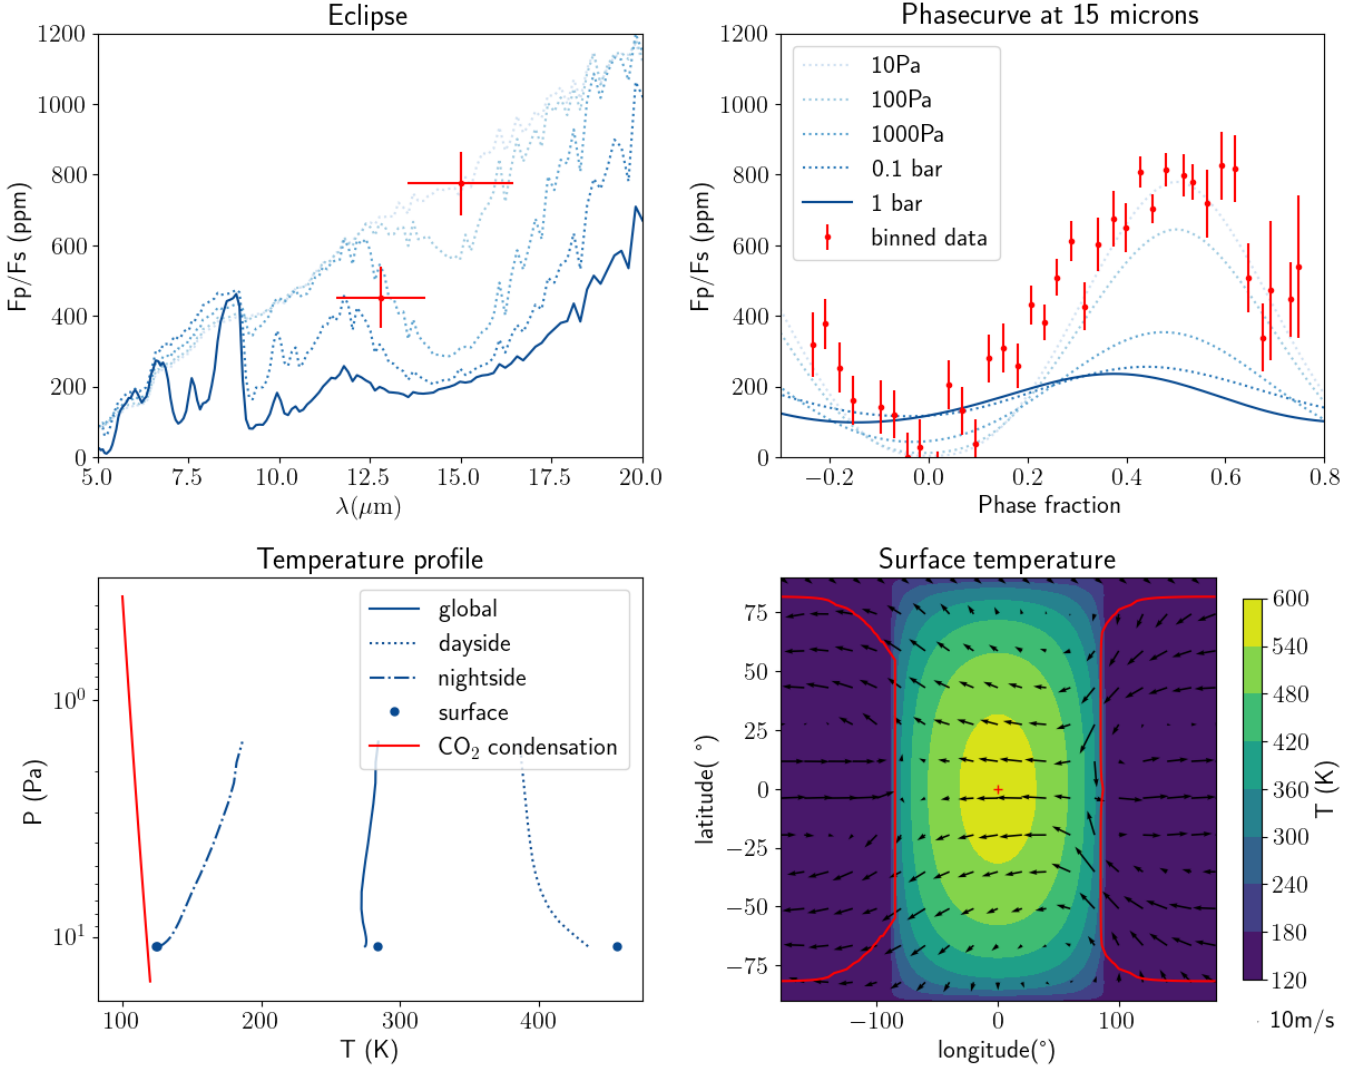 Eclipse
1200
1000
800
600
400
200
0
Fp/Fs (ppm)
5.0 7.5 10.0 12.5 15.0 17.5 20.0
λ(μm)
Phasecurve at 15 microns
1200
1000
800
600
400
200
0
Fp/Fs (ppm)
10Pa
100Pa
1000Pa
0.1 bar
1 bar
binned data
−0.2 0.0 0.2 0.4 0.6 0.8
Phase fraction
Temperature profile
10⁰
10¹
P (Pa)
global
dayside
nightside
surface
CO₂ condensation
100 200 300 400
T (K)
Surface temperature
75
50
25
0
−25
−50
−75
latitude( °)
−100 0 100
longitude(°)
600
540
480
420
360
300
240
180
120
T (K)
10m/s